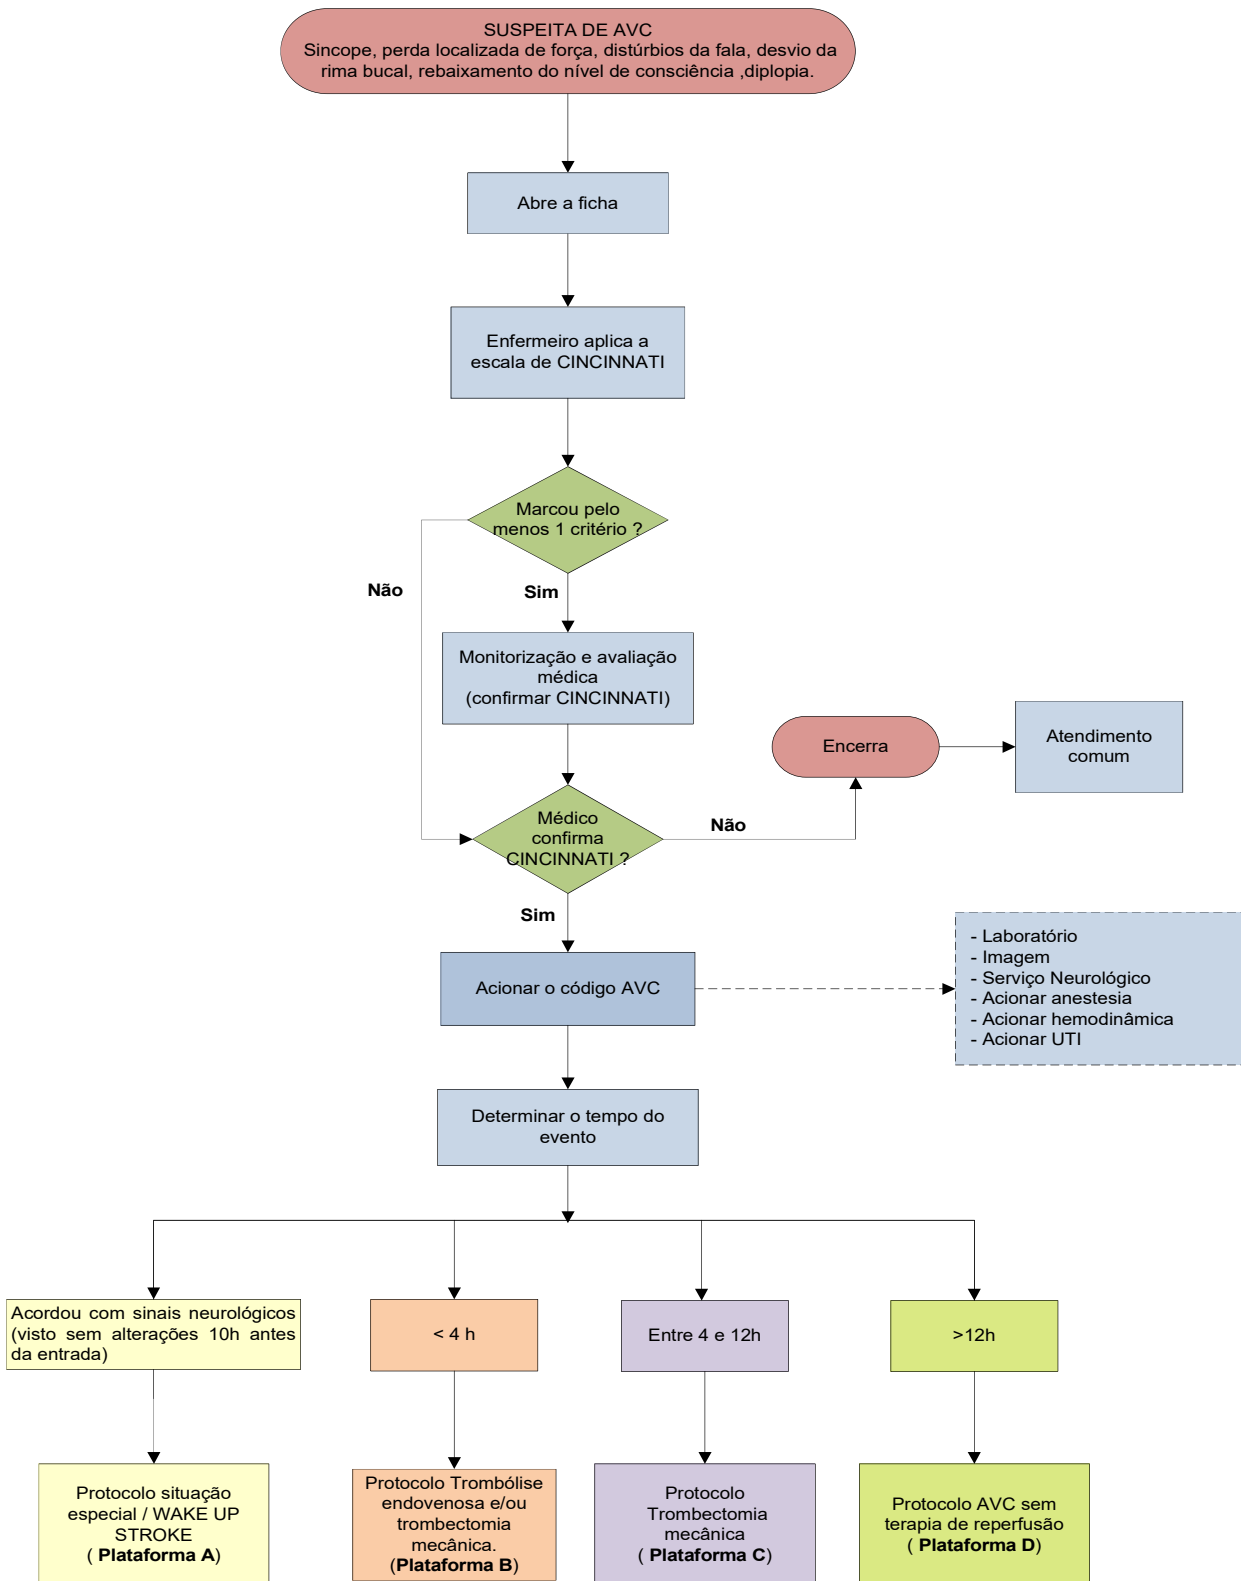 SUSPEITA DE AVC
Sincope, perda localizada de força, distúrbios da fala, desvio da
rima bucal, rebaixamento do nível de consciência ,diplopia.
Abre a ficha
Enfermeiro aplica a
escala de CINCINNATI
Marcou pelo
menos 1 critério ?
Não
Sim
Monitorização e avaliação
médica
(confirmar CINCINNATI)
Encerra
Atendimento
comum
Médico
confirma
CINCINNATI ?
Não
Sim
Acionar o código AVC
- Laboratório
- Imagem
- Serviço Neurológico
- Acionar anestesia
- Acionar hemodinâmica
- Acionar UTI
Determinar o tempo do
evento
Acordou com sinais neurológicos
(visto sem alterações 10h antes
da entrada)
< 4 h
Entre 4 e 12h
>12h
Protocolo situação
especial / WAKE UP
STROKE
( Plataforma A)
Protocolo Trombólise
endovenosa e/ou
trombectomia
mecânica.
(Plataforma B)
Protocolo
Trombectomia
mecânica
( Plataforma C)
Protocolo AVC sem
terapia de reperfusão
( Plataforma D)